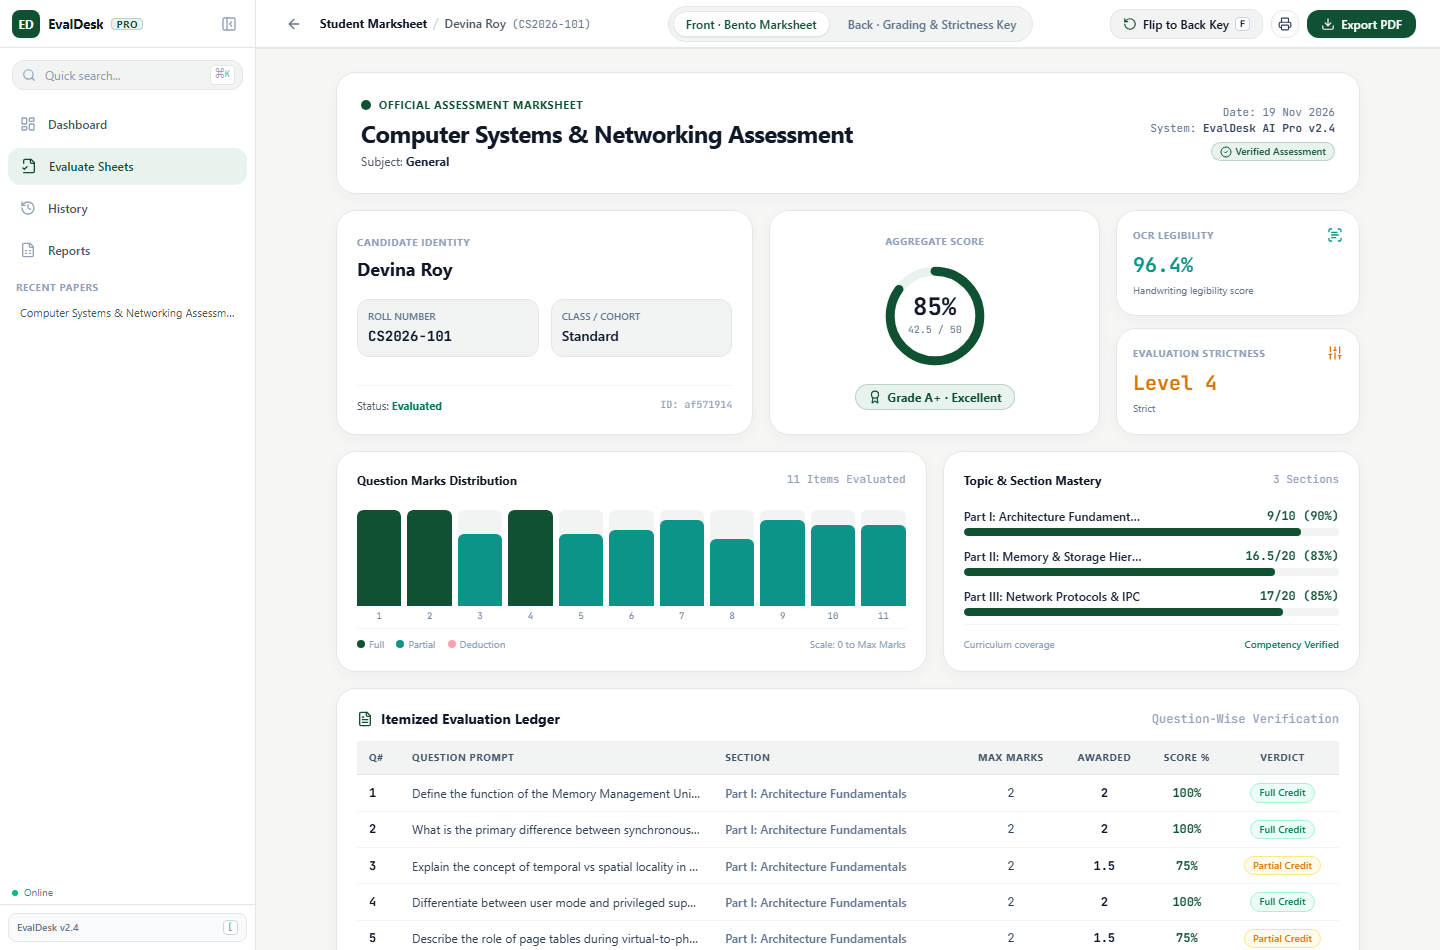 ED EvalDesk PRO
Quick search... ⌘K
Dashboard
Evaluate Sheets
History
Reports
RECENT PAPERS
Computer Systems & Networking Assessm...
Online
EvalDesk v2.4 [
Student Marksheet / Devina Roy (CS2026-101)
Front · Bento Marksheet
Back · Grading & Strictness Key
Flip to Back Key F
Export PDF
OFFICIAL ASSESSMENT MARKSHEET
Computer Systems & Networking Assessment
Subject: General
Date: 19 Nov 2026
System: EvalDesk AI Pro v2.4
Verified Assessment
CANDIDATE IDENTITY
Devina Roy
ROLL NUMBER
CS2026-101
CLASS / COHORT
Standard
Status: Evaluated
ID: af571914
AGGREGATE SCORE
85%
42.5 / 50
Grade A+ · Excellent
OCR LEGIBILITY
96.4%
Handwriting legibility score
EVALUATION STRICTNESS
Level 4
Strict
Question Marks Distribution
11 Items Evaluated
1 2 3 4 5 6 7 8 9 10 11
Full Partial Deduction
Scale: 0 to Max Marks
Topic & Section Mastery
3 Sections
Part I: Architecture Fundament... 9/10 (90%)
Part II: Memory & Storage Hier... 16.5/20 (83%)
Part III: Network Protocols & IPC 17/20 (85%)
Curriculum coverage
Competency Verified
Itemized Evaluation Ledger
Question-Wise Verification
Q# QUESTION PROMPT SECTION MAX MARKS AWARDED SCORE % VERDICT
1 Define the function of the Memory Management Uni... Part I: Architecture Fundamentals 2 2 100% Full Credit
2 What is the primary difference between synchronous... Part I: Architecture Fundamentals 2 2 100% Full Credit
3 Explain the concept of temporal vs spatial locality in ... Part I: Architecture Fundamentals 2 1.5 75% Partial Credit
4 Differentiate between user mode and privileged sup... Part I: Architecture Fundamentals 2 2 100% Full Credit
5 Describe the role of page tables during virtual-to-ph... Part I: Architecture Fundamentals 2 1.5 75% Partial Credit